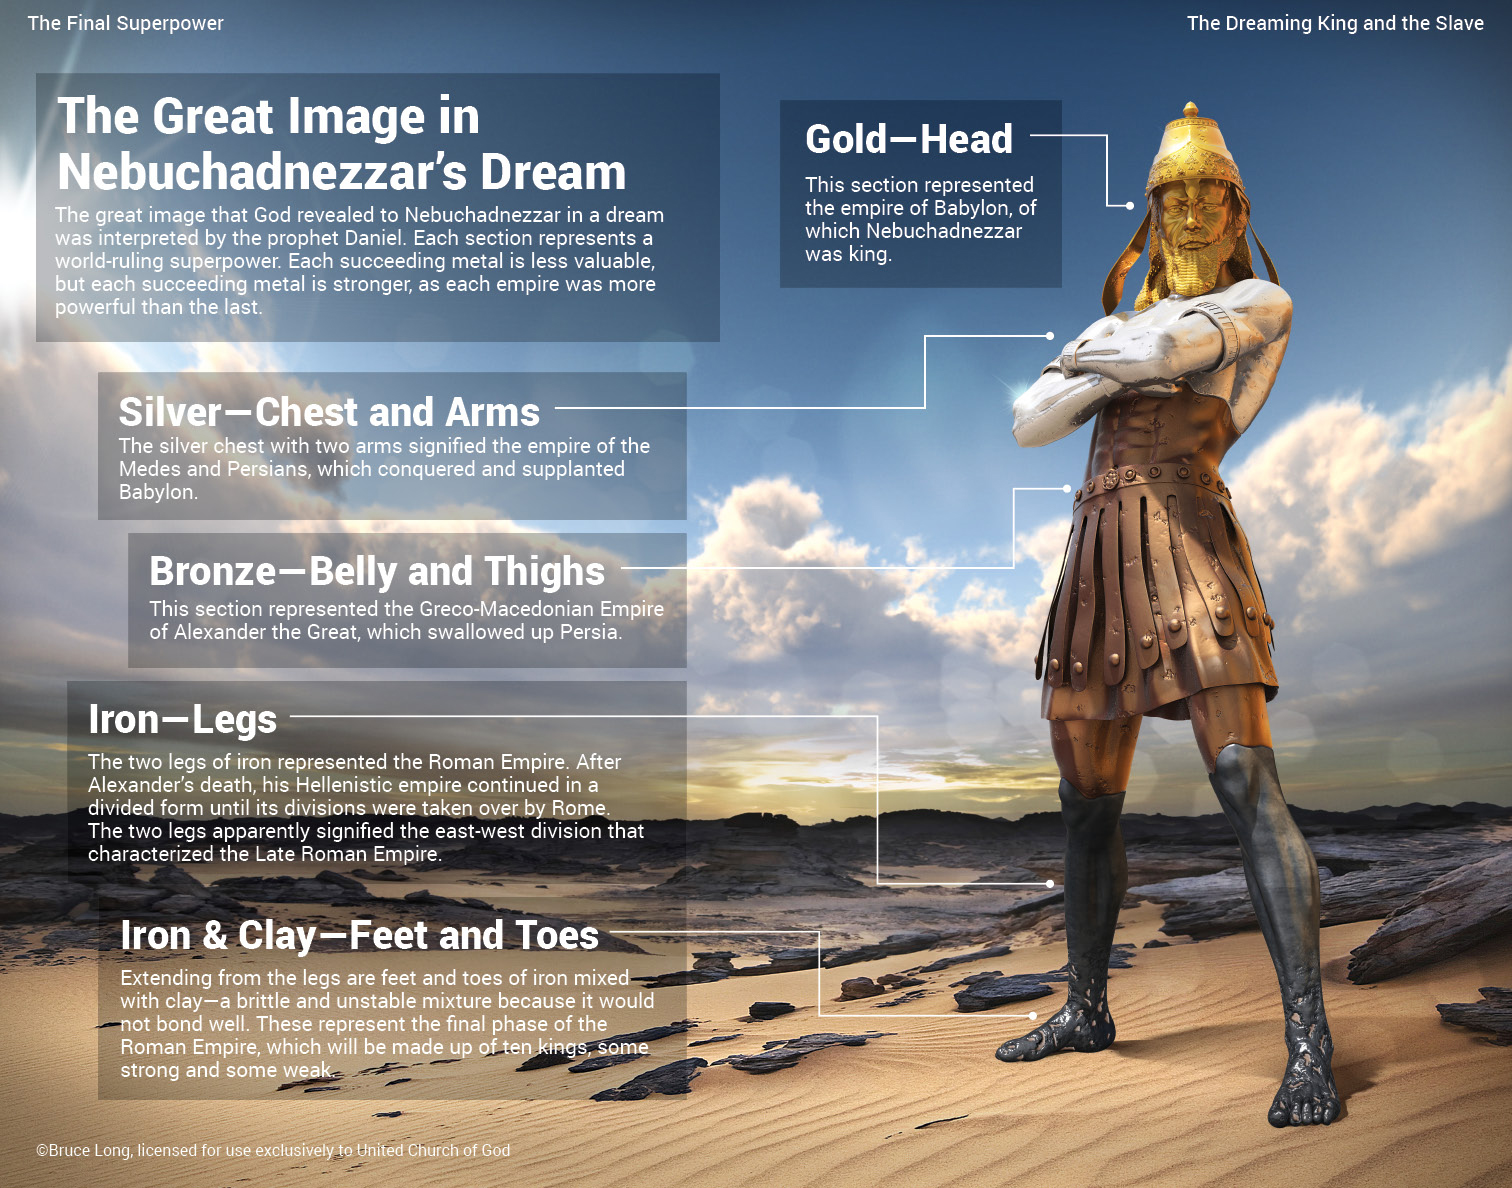 The Final Superpower
The Dreaming King and the Slave
The Great Image in
Nebuchadnezzar’s Dream
The great image that God revealed to Nebuchadnezzar in a dream
was interpreted by the prophet Daniel. Each section represents a
world-ruling superpower. Each succeeding metal is less valuable,
but each succeeding metal is stronger, as each empire was more
powerful than the last.
Gold—Head
This section represented
the empire of Babylon, of
which Nebuchadnezzar
was king.
Silver—Chest and Arms
The silver chest with two arms signified the empire of the
Medes and Persians, which conquered and supplanted
Babylon.
Bronze—Belly and Thighs
This section represented the Greco-Macedonian Empire
of Alexander the Great, which swallowed up Persia.
Iron—Legs
The two legs of iron represented the Roman Empire. After
Alexander’s death, his Hellenistic empire continued in a
divided form until its divisions were taken over by Rome.
The two legs apparently signified the east-west division that
characterized the Late Roman Empire.
Iron & Clay—Feet and Toes
Extending from the legs are feet and toes of iron mixed
with clay—a brittle and unstable mixture because it would
not bond well. These represent the final phase of the
Roman Empire, which will be made up of ten kings, some
strong and some weak.
©Bruce Long, licensed for use exclusively to United Church of God